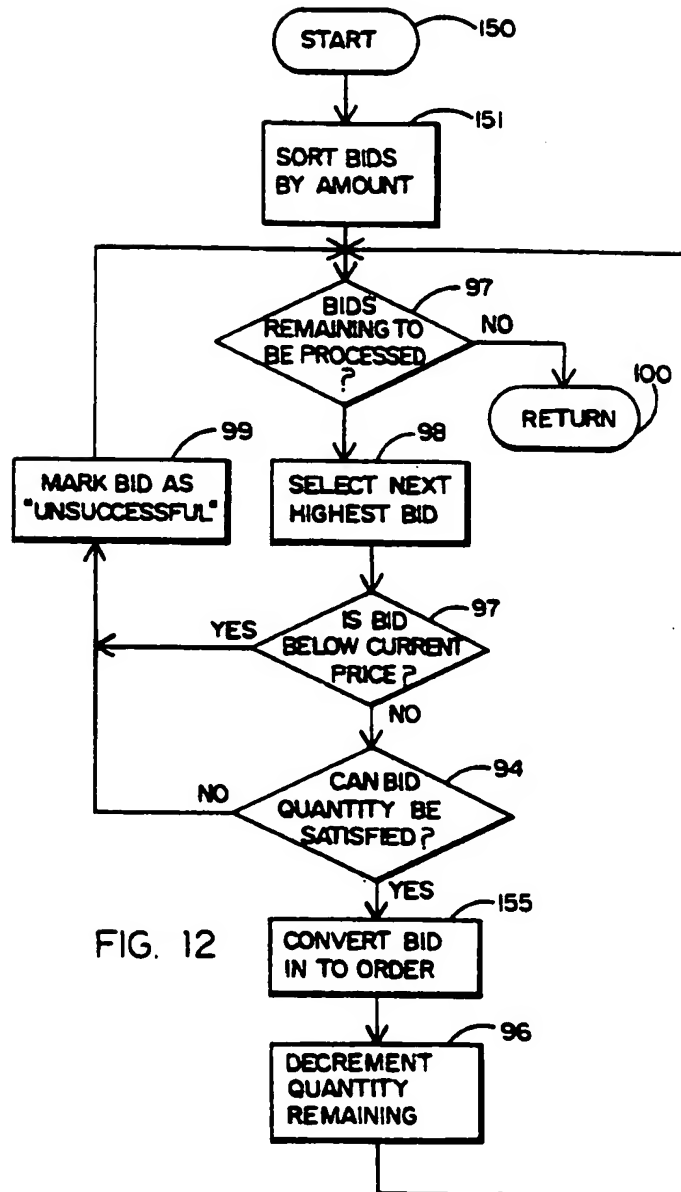 START
150
151
SORT BIDS
BY AMOUNT
97
BIDS
REMAINING TO
BE PROCESSED
?
NO
100
RETURN
99
MARK BID AS
"UNSUCCESSFUL"
98
SELECT NEXT
HIGHEST BID
97
YES
IS BID
BELOW CURRENT
PRICE?
NO
94
NO
CAN BID
QUANTITY BE
SATISFIED?
YES
155
FIG. 12
CONVERT BID
IN TO ORDER
96
DECREMENT
QUANTITY
REMAINING